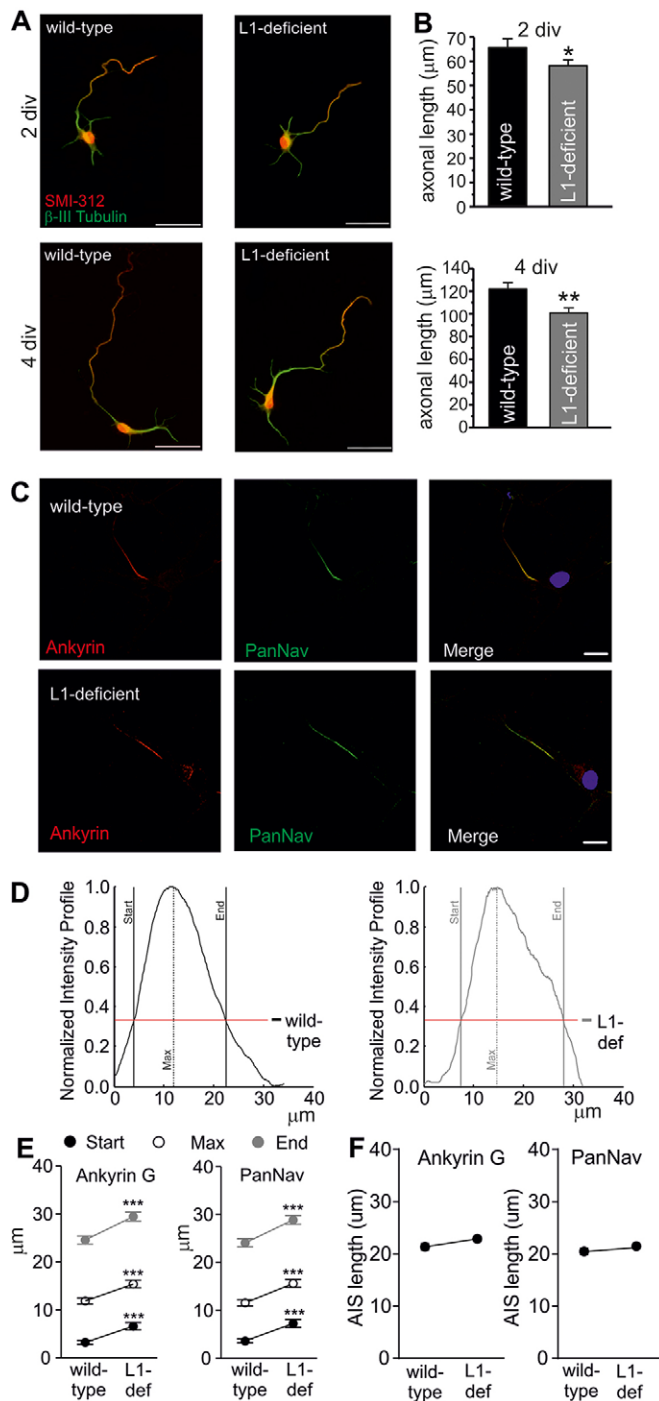 A
wild-type
L1-deficient
2 div
SMI-312
β-III Tubulin
wild-type
L1-deficient
4 div
B
2 div
axonal length (μm)
70
60
50
40
30
20
10
0
*
wild-type
L1-deficient
4 div
axonal length (μm)
140
120
100
80
60
40
20
0
**
wild-type
L1-deficient
C
wild-type
Ankyrin
PanNav
Merge
L1-deficient
Ankyrin
PanNav
Merge
D
Normalized Intensity Profile
1.0
0.8
0.6
0.4
0.2
0.0
Start
Max
End
wild-
type
0 10 20 30 40
μm
Normalized Intensity Profile
1.0
0.8
0.6
0.4
0.2
0.0
Start
Max
End
L1-
def
0 10 20 30 40
μm
E
Start Max End
Ankyrin G
μm
40
30
20
10
0
***
***
***
wild-
type
L1-
def
PanNav
μm
40
30
20
10
0
***
***
***
wild-
type
L1-
def
F
Ankyrin G
AIS length (um)
40
20
0
wild-
type
L1-
def
PanNav
AIS length (um)
40
20
0
wild-
type
L1-
def